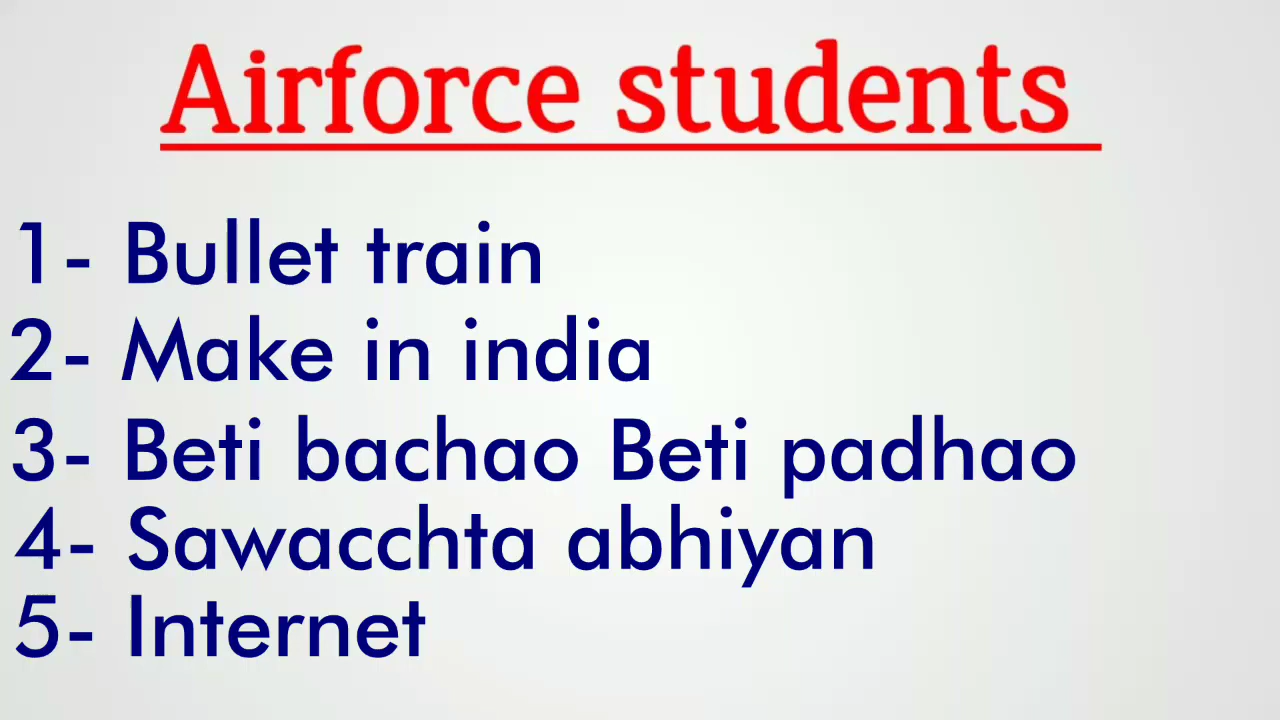 Airforce students
1- Bullet train
2- Make in india
3- Beti bachao Beti padhao
4- Sawacchta abhiyan
5- Internet